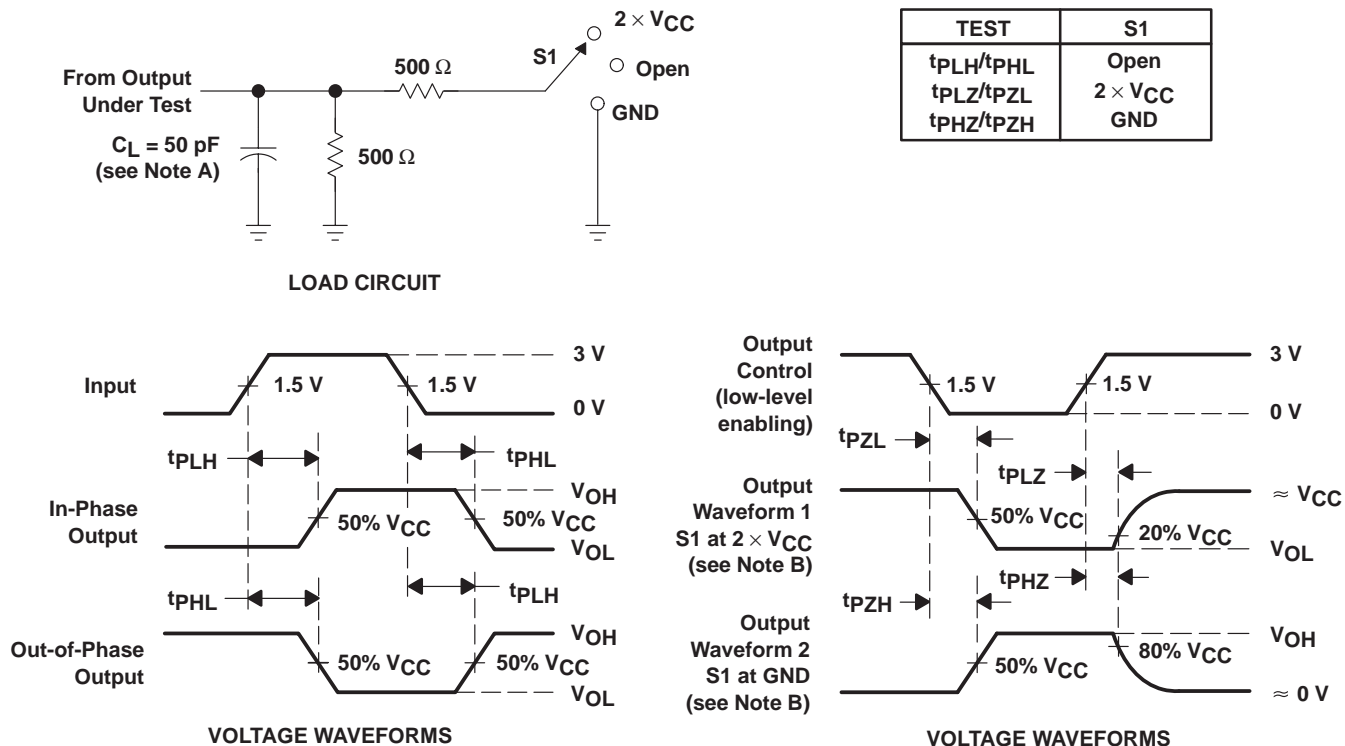 2 × VCC
S1
Open
GND
From Output
Under Test
500 Ω
CL = 50 pF
(see Note A)
500 Ω
LOAD CIRCUIT
TEST S1
tPLH/tPHL Open
tPLZ/tPZL 2 × VCC
tPHZ/tPZH GND
Input
1.5 V
1.5 V
3 V
0 V
tPLH
tPHL
In-Phase
Output
50% VCC
VOH
50% VCC
VOL
tPHL
tPLH
Out-of-Phase
Output
50% VCC
VOH
50% VCC
VOL
VOLTAGE WAVEFORMS
Output
Control
(low-level
enabling)
1.5 V
1.5 V
3 V
0 V
tPZL
tPLZ
Output
Waveform 1
S1 at 2 × VCC
(see Note B)
50% VCC
20% VCC
≈ VCC
VOL
tPHZ
tPZH
Output
Waveform 2
S1 at GND
(see Note B)
50% VCC
80% VCC
VOH
≈ 0 V
VOLTAGE WAVEFORMS